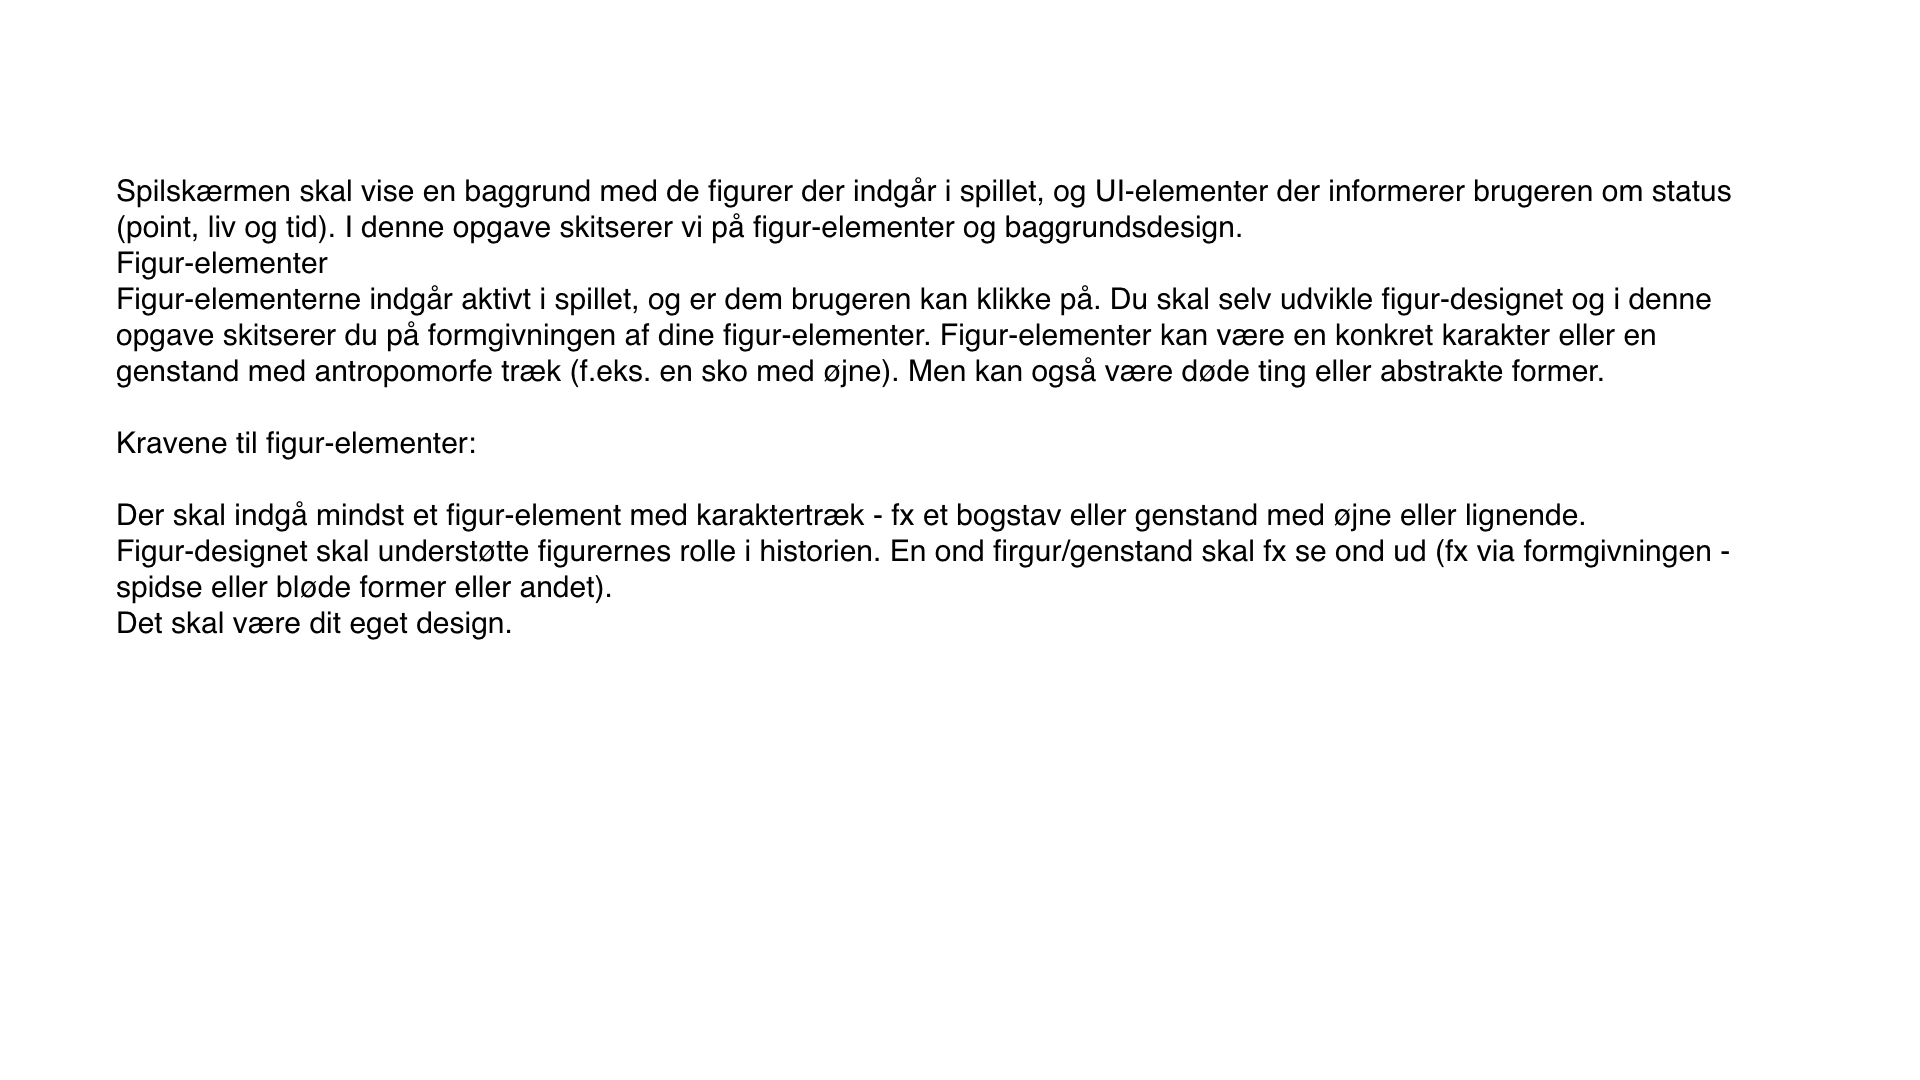 Spilskærmen skal vise en baggrund med de figurer der indgår i spillet, og UI-elementer der informerer brugeren om status
(point, liv og tid). I denne opgave skitserer vi på figur-elementer og baggrundsdesign.
Figur-elementer
Figur-elementerne indgår aktivt i spillet, og er dem brugeren kan klikke på. Du skal selv udvikle figur-designet og i denne
opgave skitserer du på formgivningen af dine figur-elementer. Figur-elementer kan være en konkret karakter eller en
genstand med antropomorfe træk (f.eks. en sko med øjne). Men kan også være døde ting eller abstrakte former.
Kravene til figur-elementer:
Der skal indgå mindst et figur-element med karaktertræk - fx et bogstav eller genstand med øjne eller lignende.
Figur-designet skal understøtte figurernes rolle i historien. En ond firgur/genstand skal fx se ond ud (fx via formgivningen -
spidse eller bløde former eller andet).
Det skal være dit eget design.